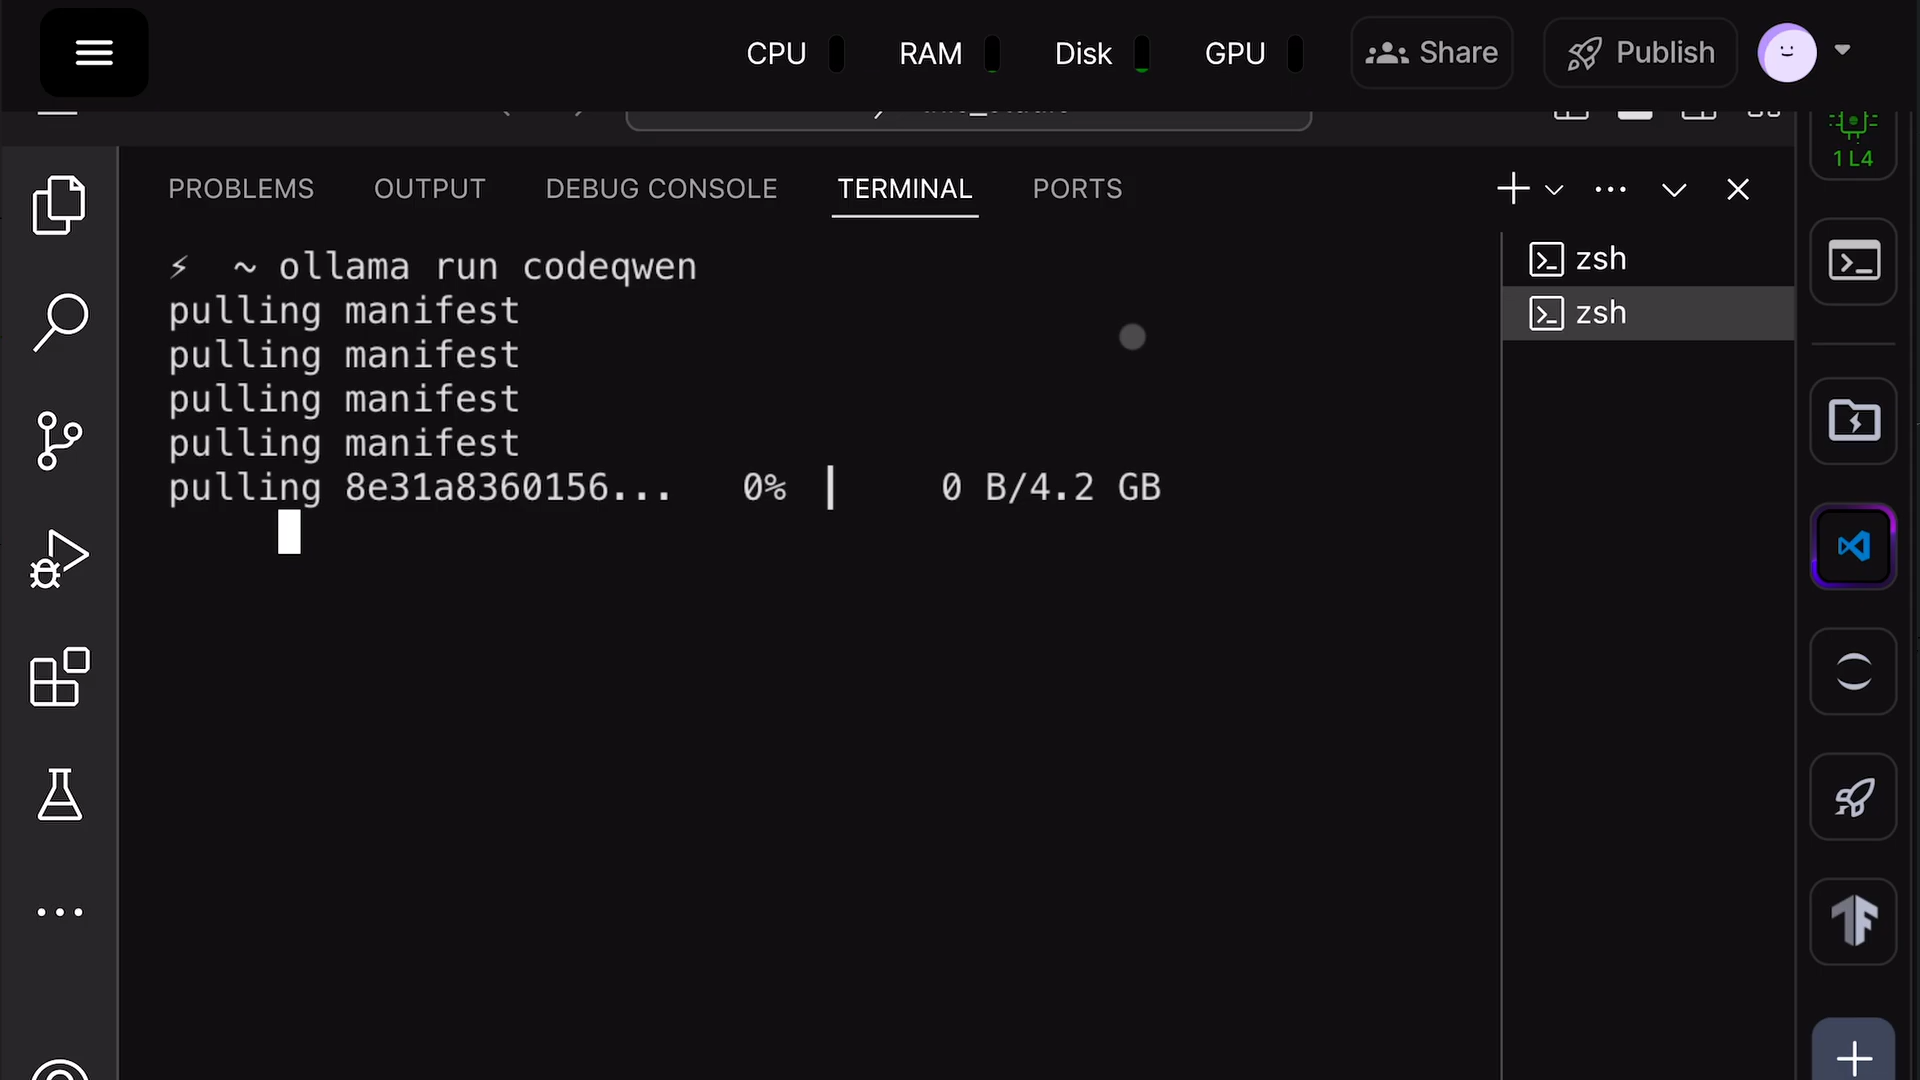 CPU RAM Disk GPU Share Publish
1 L4
PROBLEMS OUTPUT DEBUG CONSOLE TERMINAL PORTS
⚡ ~ ollama run codeqwen
pulling manifest
pulling manifest
pulling manifest
pulling manifest
pulling 8e31a8360156... 0% 0 B/4.2 GB
zsh
zsh